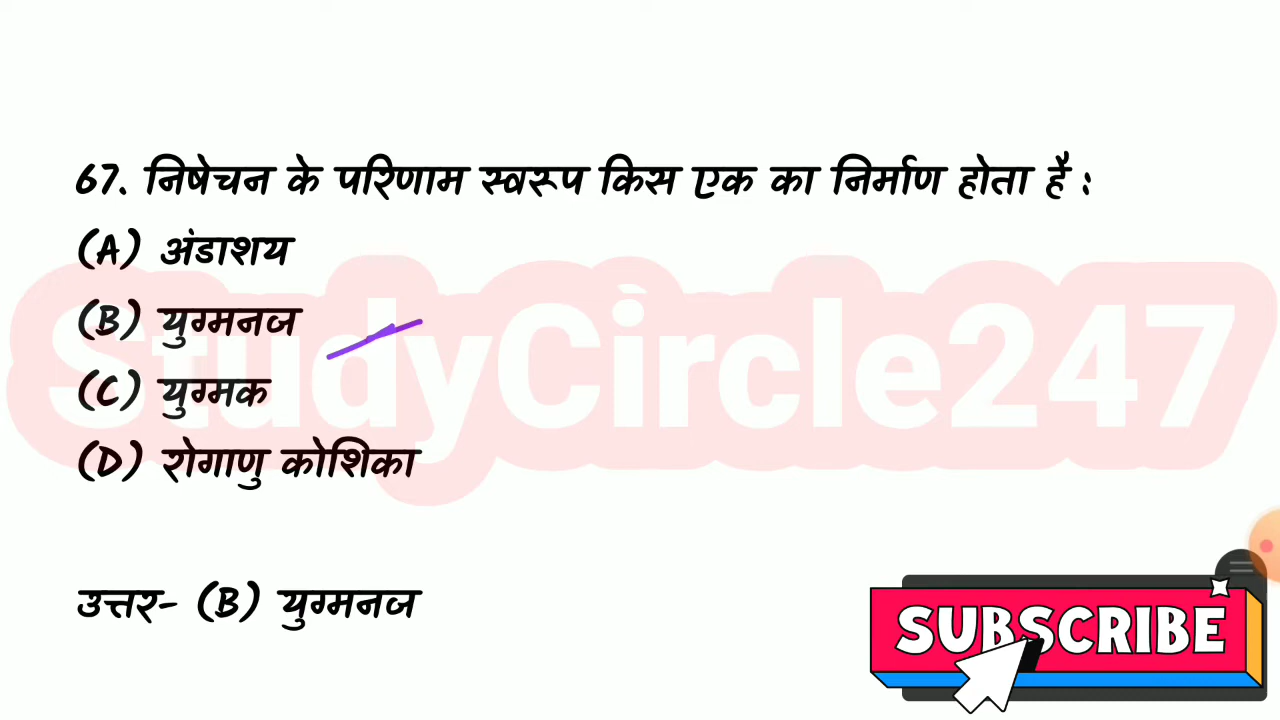 67. निषेचन के परिणाम स्वरूप किस एक का निर्माण होता है :
(A) अंडाशय
(B) युग्मनज
(C) युग्मक
(D) रोगाणु कोशिका
StudyCircle247
उत्तर- (B) युग्मनज
SUBSCRIBE